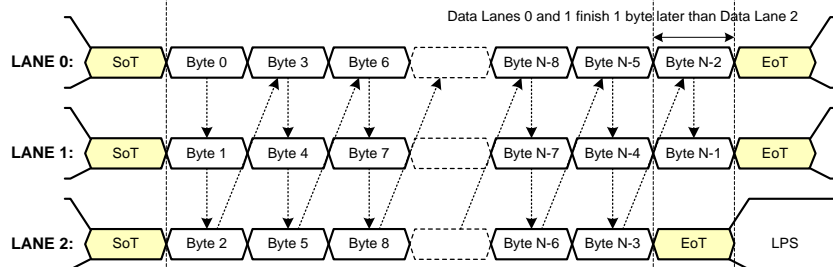 Data Lanes 0 and 1 finish 1 byte later than Data Lane 2
LANE 0: SoT Byte 0 Byte 3 Byte 6 Byte N-8 Byte N-5 Byte N-2 EoT
LANE 1: SoT Byte 1 Byte 4 Byte 7 Byte N-7 Byte N-4 Byte N-1 EoT
LANE 2: SoT Byte 2 Byte 5 Byte 8 Byte N-6 Byte N-3 EoT LPS